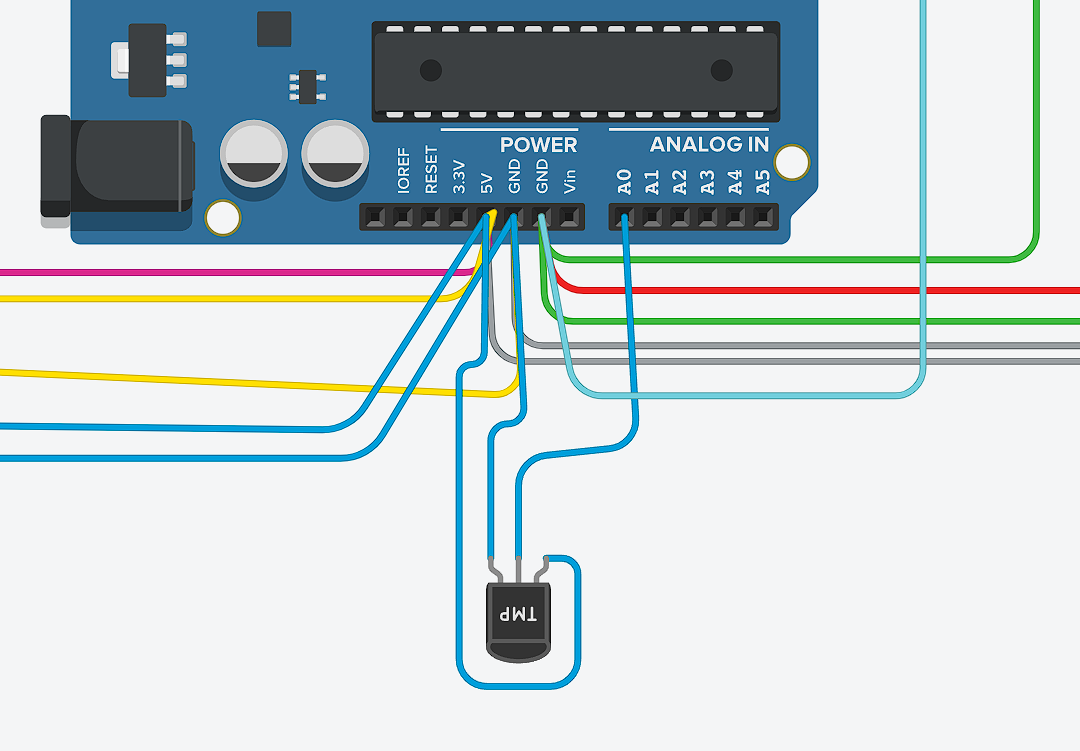 POWER
ANALOG IN
IOREF
RESET
3.3V
5V
GND
GND
Vin
A0
A1
A2
A3
A4
A5
TMP